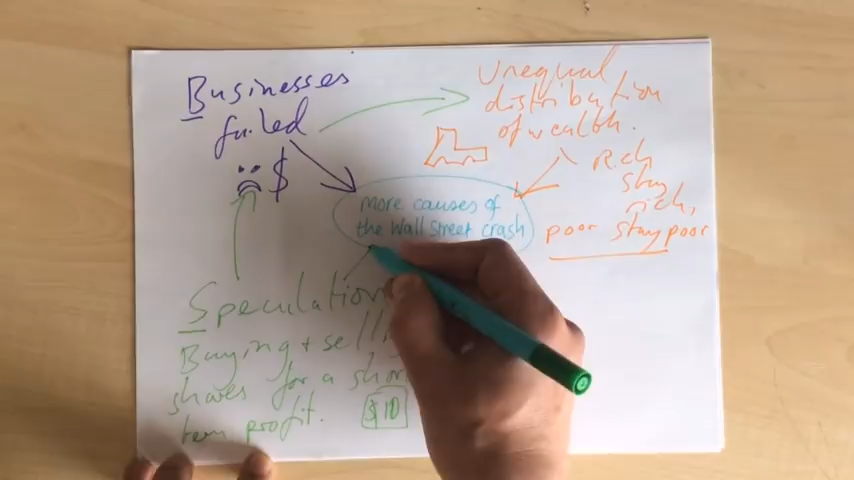 Businesses
failed
$
Unequal
distribution
of wealth.
Rich
stay
rich,
poor stay poor
more causes of
the Wall Street crash
Speculation
Buying + selli
shares for a shor
term profit.
$10